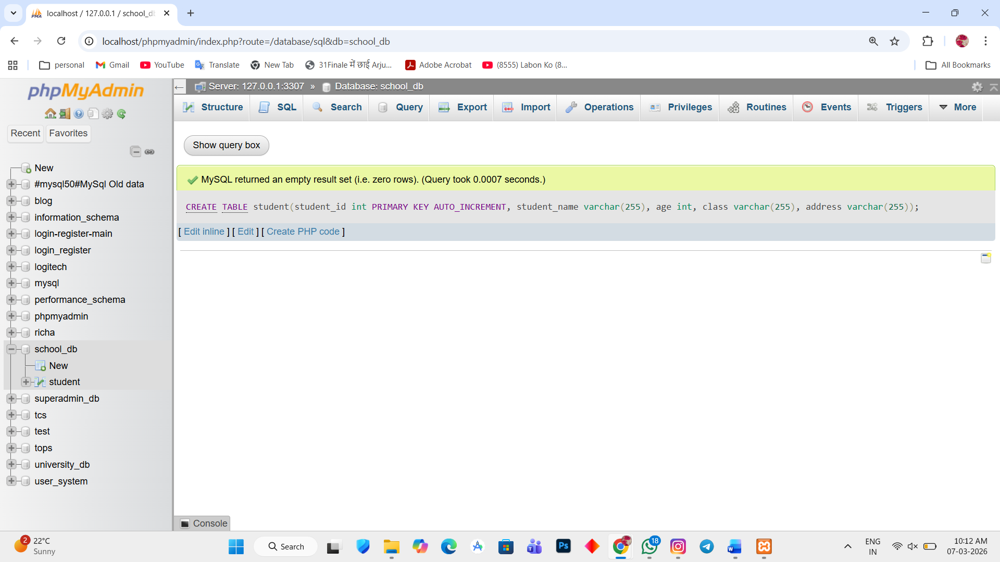 localhost / 127.0.0.1 / school_db
localhost/phpmyadmin/index.php?route=/database/sql&db=school_db
personal
Gmail
YouTube
Translate
New Tab
31Finale में छाई Arju...
Adobe Acrobat
(8555) Labon Ko (8...
All Bookmarks
phpMyAdmin
Recent
Favorites
New
#mysql50#MySql Old data
blog
information_schema
login-register-main
login_register
logitech
mysql
performance_schema
phpmyadmin
richa
school_db
New
student
superadmin_db
tcs
test
tops
university_db
user_system
Server: 127.0.0.1:3307 » Database: school_db
Structure
SQL
Search
Query
Export
Import
Operations
Privileges
Routines
Events
Triggers
More
Show query box
MySQL returned an empty result set (i.e. zero rows). (Query took 0.0007 seconds.)
CREATE TABLE student(student_id int PRIMARY KEY AUTO_INCREMENT, student_name varchar(255), age int, class varchar(255), address varchar(255));
[ Edit inline ] [ Edit ] [ Create PHP code ]
Console
2
22°C
Sunny
Search
Ps
18
ENG
IN
10:12 AM
07-03-2026